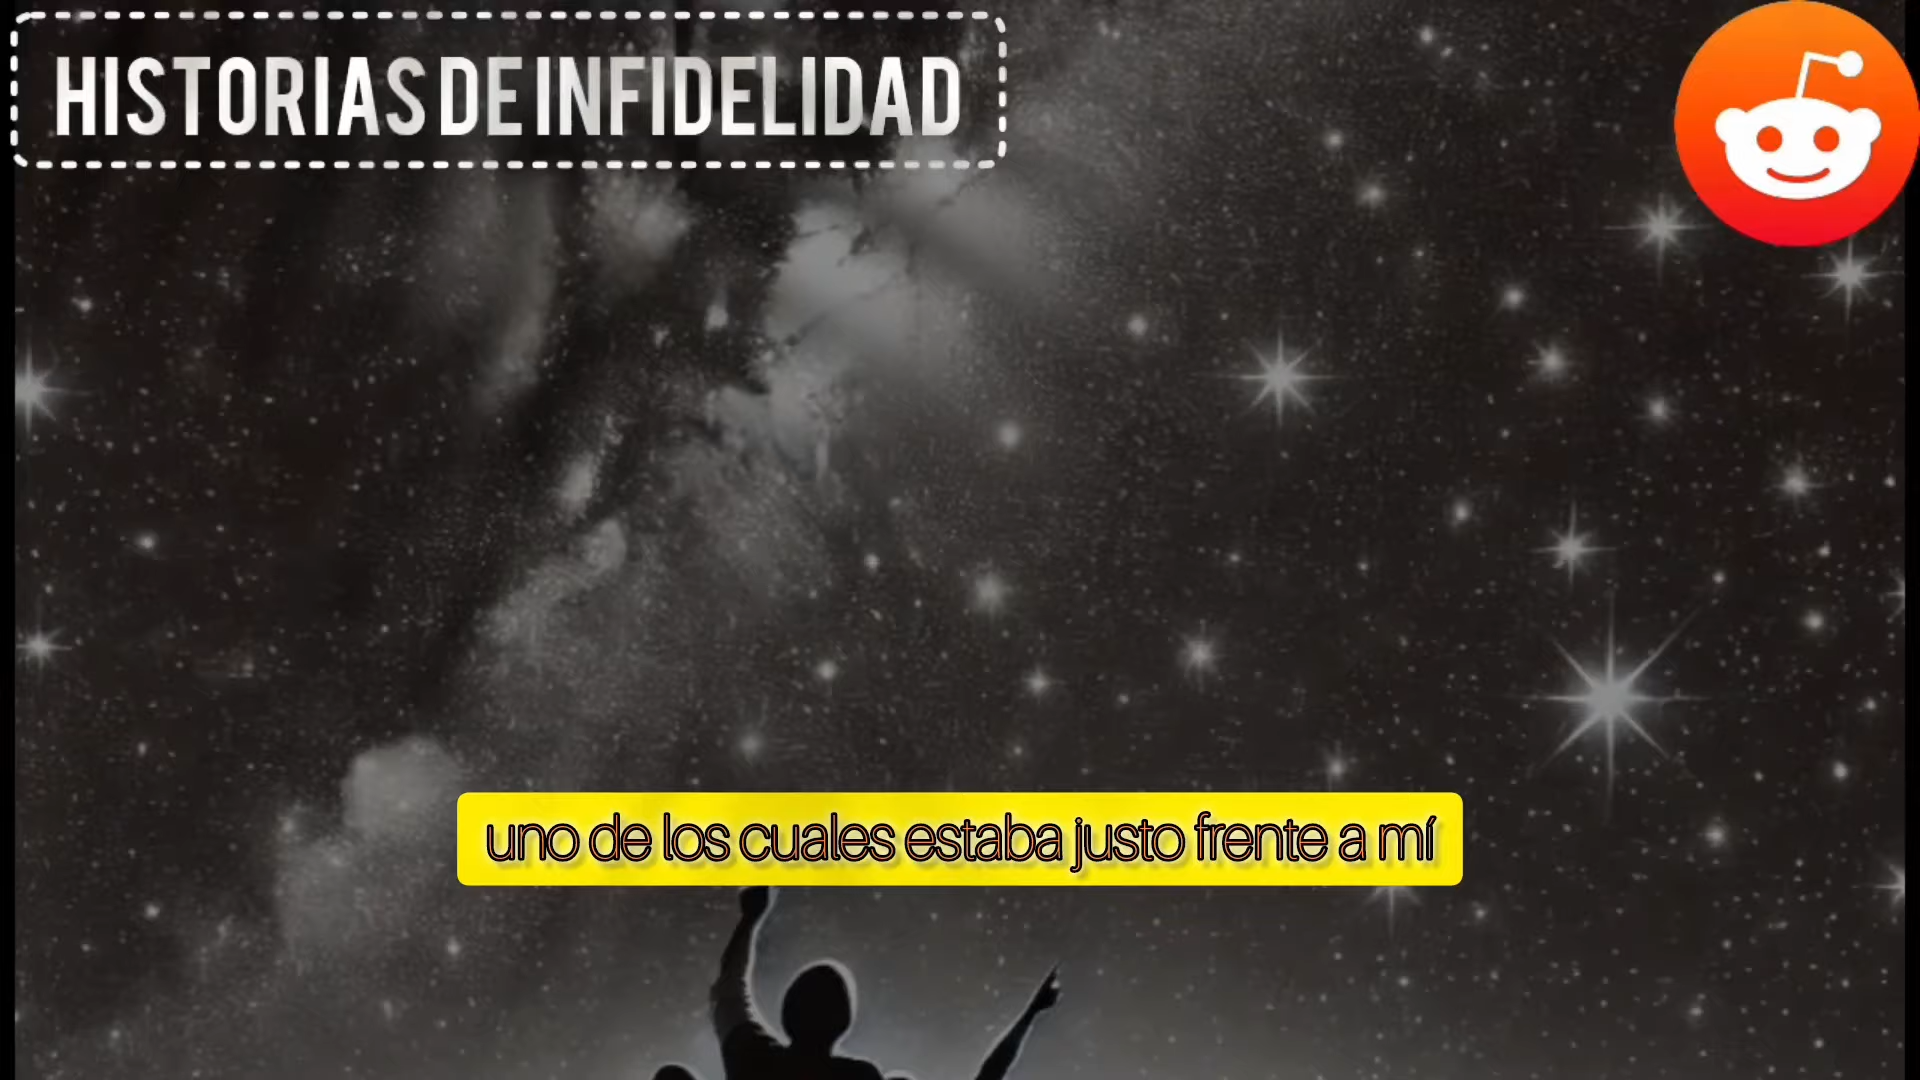 HISTORIAS DE INFIDELIDAD
uno de los cuales estaba justo frente a mí